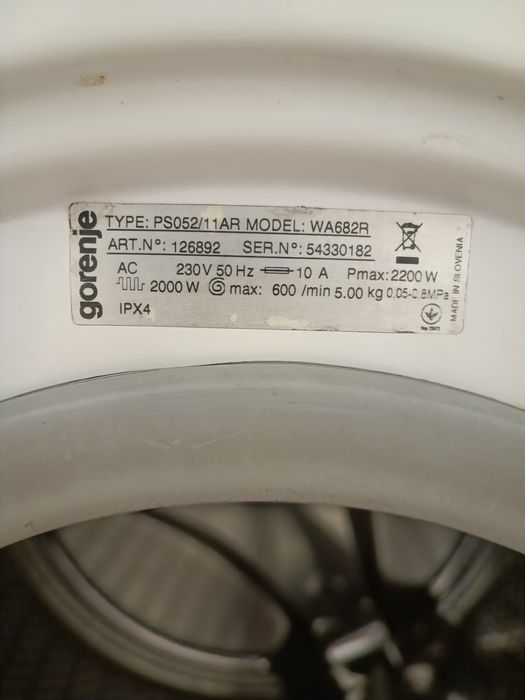 gorenje
TYPE: PS052/11AR MODEL: WA682R
ART.N°: 126892 SER.N°: 54330182
AC 230V 50 Hz 10 A Pmax: 2200 W
2000 W max: 600 /min 5.00 kg 0,05-0,8MPa
IPX4
MADE IN SLOVENIA